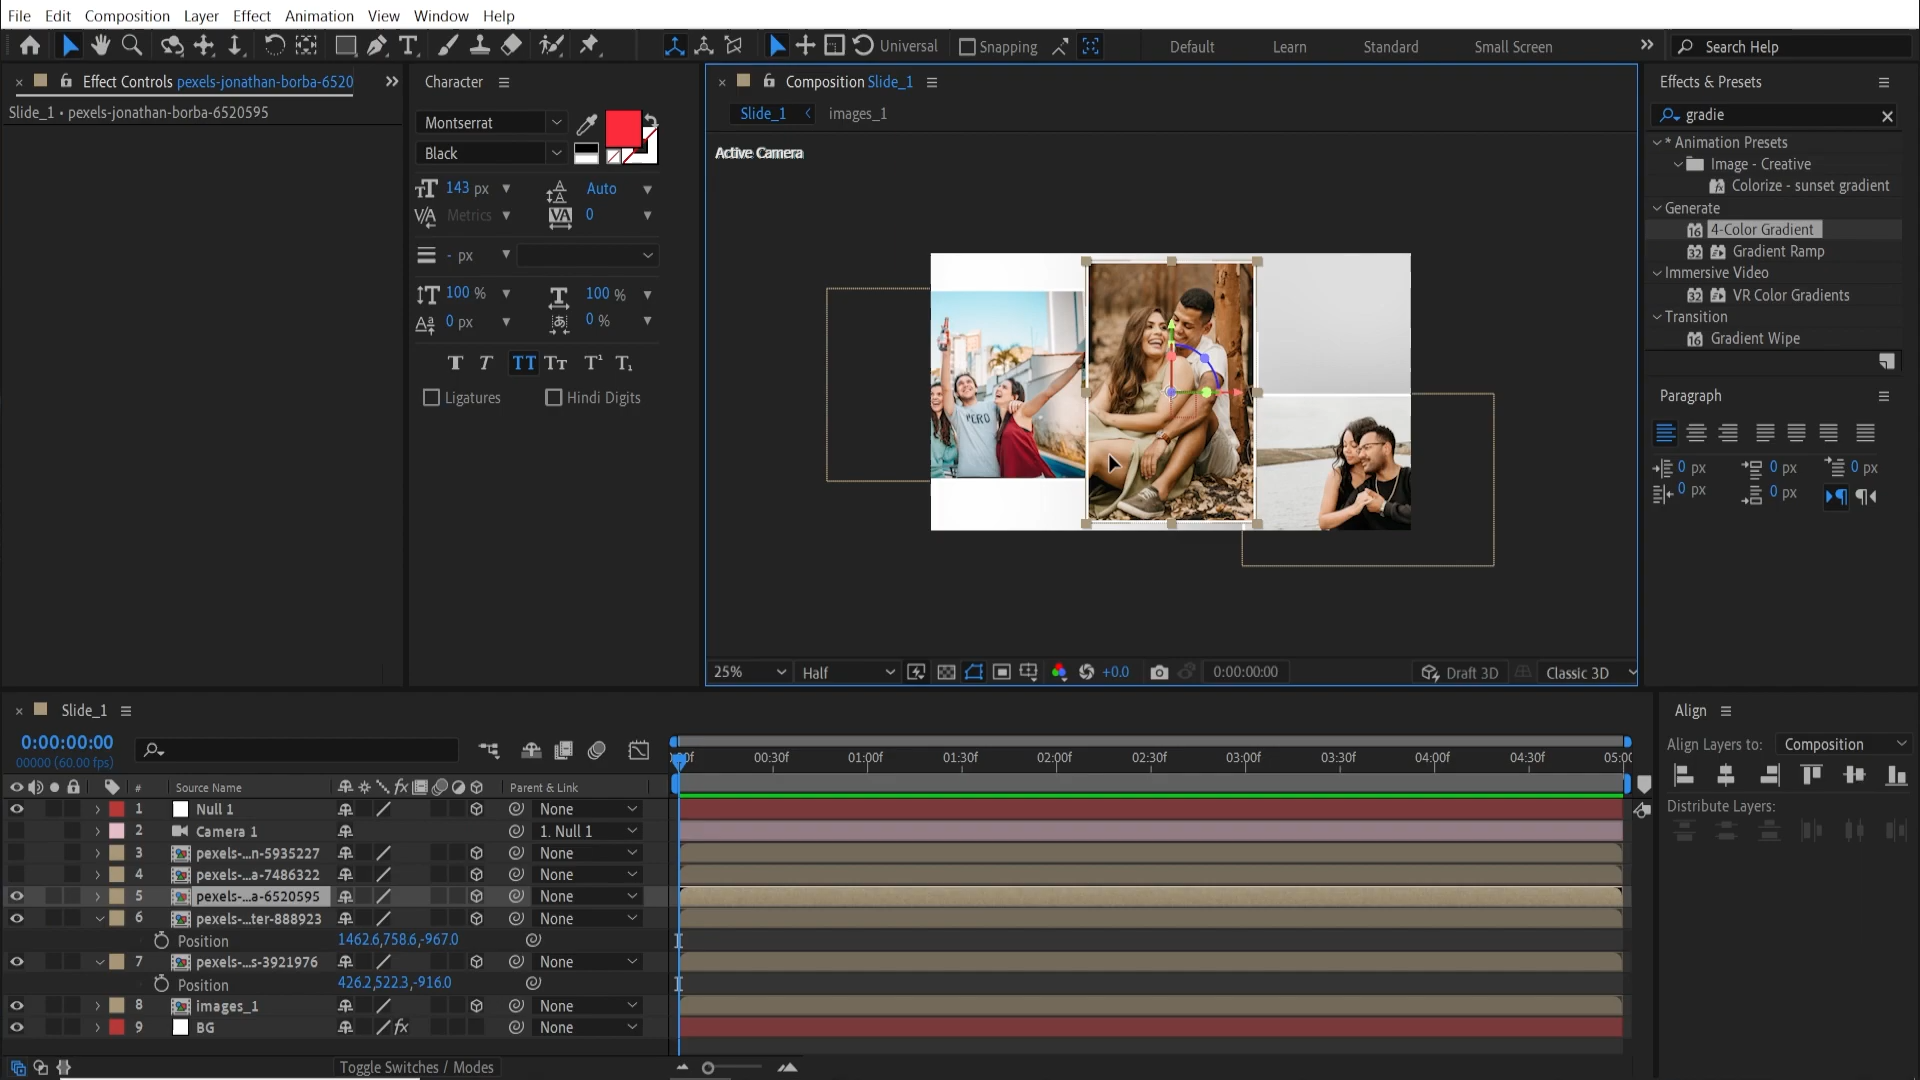 File Edit Composition Layer Effect Animation View Window Help
Universal Snapping Default Learn Standard Small Screen Search Help
Effect Controls pexels-jonathan-borba-6520
Slide_1 • pexels-jonathan-borba-6520595
Character
Montserrat
Black
143 px Auto
Metrics 0
- px
100 % 100 %
0 px 0 %
Ligatures Hindi Digits
Composition Slide_1
Slide_1 images_1
Active Camera
HERO
25% Half +0.0 0:00:00:00 Draft 3D Classic 3D
Effects & Presets
gradie
* Animation Presets
Image - Creative
Colorize - sunset gradient
Generate
4-Color Gradient
Gradient Ramp
Immersive Video
VR Color Gradients
Transition
Gradient Wipe
Paragraph
0 px 0 px 0 px
0 px 0 px
Slide_1
0:00:00:00
00000 (60.00 fps)
00:30f 01:00f 01:30f 02:00f 02:30f 03:00f 03:30f 04:00f 04:30f
# Source Name Parent & Link
1 Null 1 None
2 Camera 1 1. Null 1
3 pexels-...n-5935227 None
4 pexels-...a-7486322 None
5 pexels-...a-6520595 None
6 pexels-...ter-888923 None
Position 1462.6,758.6,-967.0
7 pexels-...s-3921976 None
Position 426.2,522.3,-916.0
8 images_1 None
9 BG None
Toggle Switches / Modes
Align
Align Layers to: Composition
Distribute Layers: